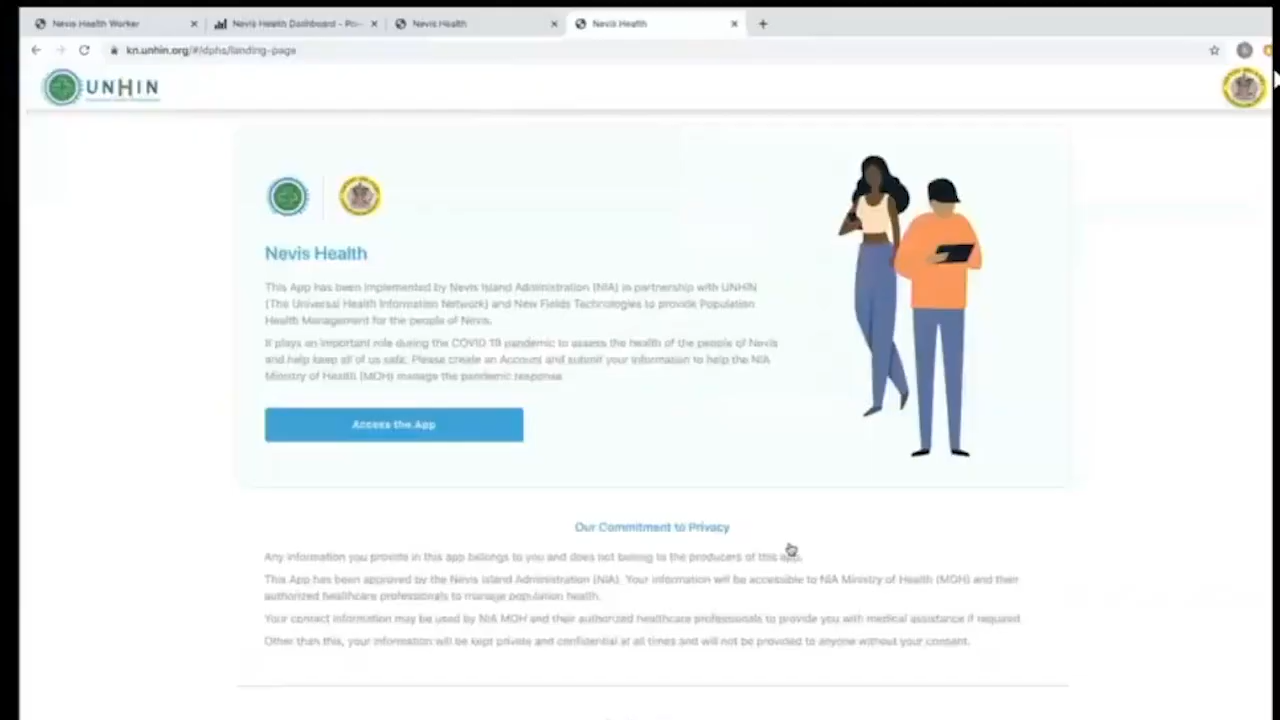 Nevis Health Worker
Nevis Health Dashboard - Po
Nevis Health
Nevis Health
kn.unhin.org/#/dphs/landing-page
UNHIN
Nevis Health
This App has been implemented by Nevis Island Administration (NIA) in partnership with UNHIN
(The Universal Health Information Network) and New Fields Technologies to provide Population
Health Management for the people of Nevis.
It plays an important role during the COVID 19 pandemic to assess the health of the people of Nevis
and help keep all of us safe. Please create an Account and submit your information to help the NIA
Ministry of Health (MOH) manage the pandemic response
Access the App
Our Commitment to Privacy
Any information you provide in this app belongs to you and does not belong to the producers of this app.
This App has been approved by the Nevis Island Administration (NIA). Your information will be accessible to NIA Ministry of Health (MOH) and their
authorized healthcare professionals to manage population health.
Your contact information may be used by NIA MOH and their authorized healthcare professionals to provide you with medical assistance if required
Other than this, your information will be kept private and confidential at all times and will not be provided to anyone without your consent.